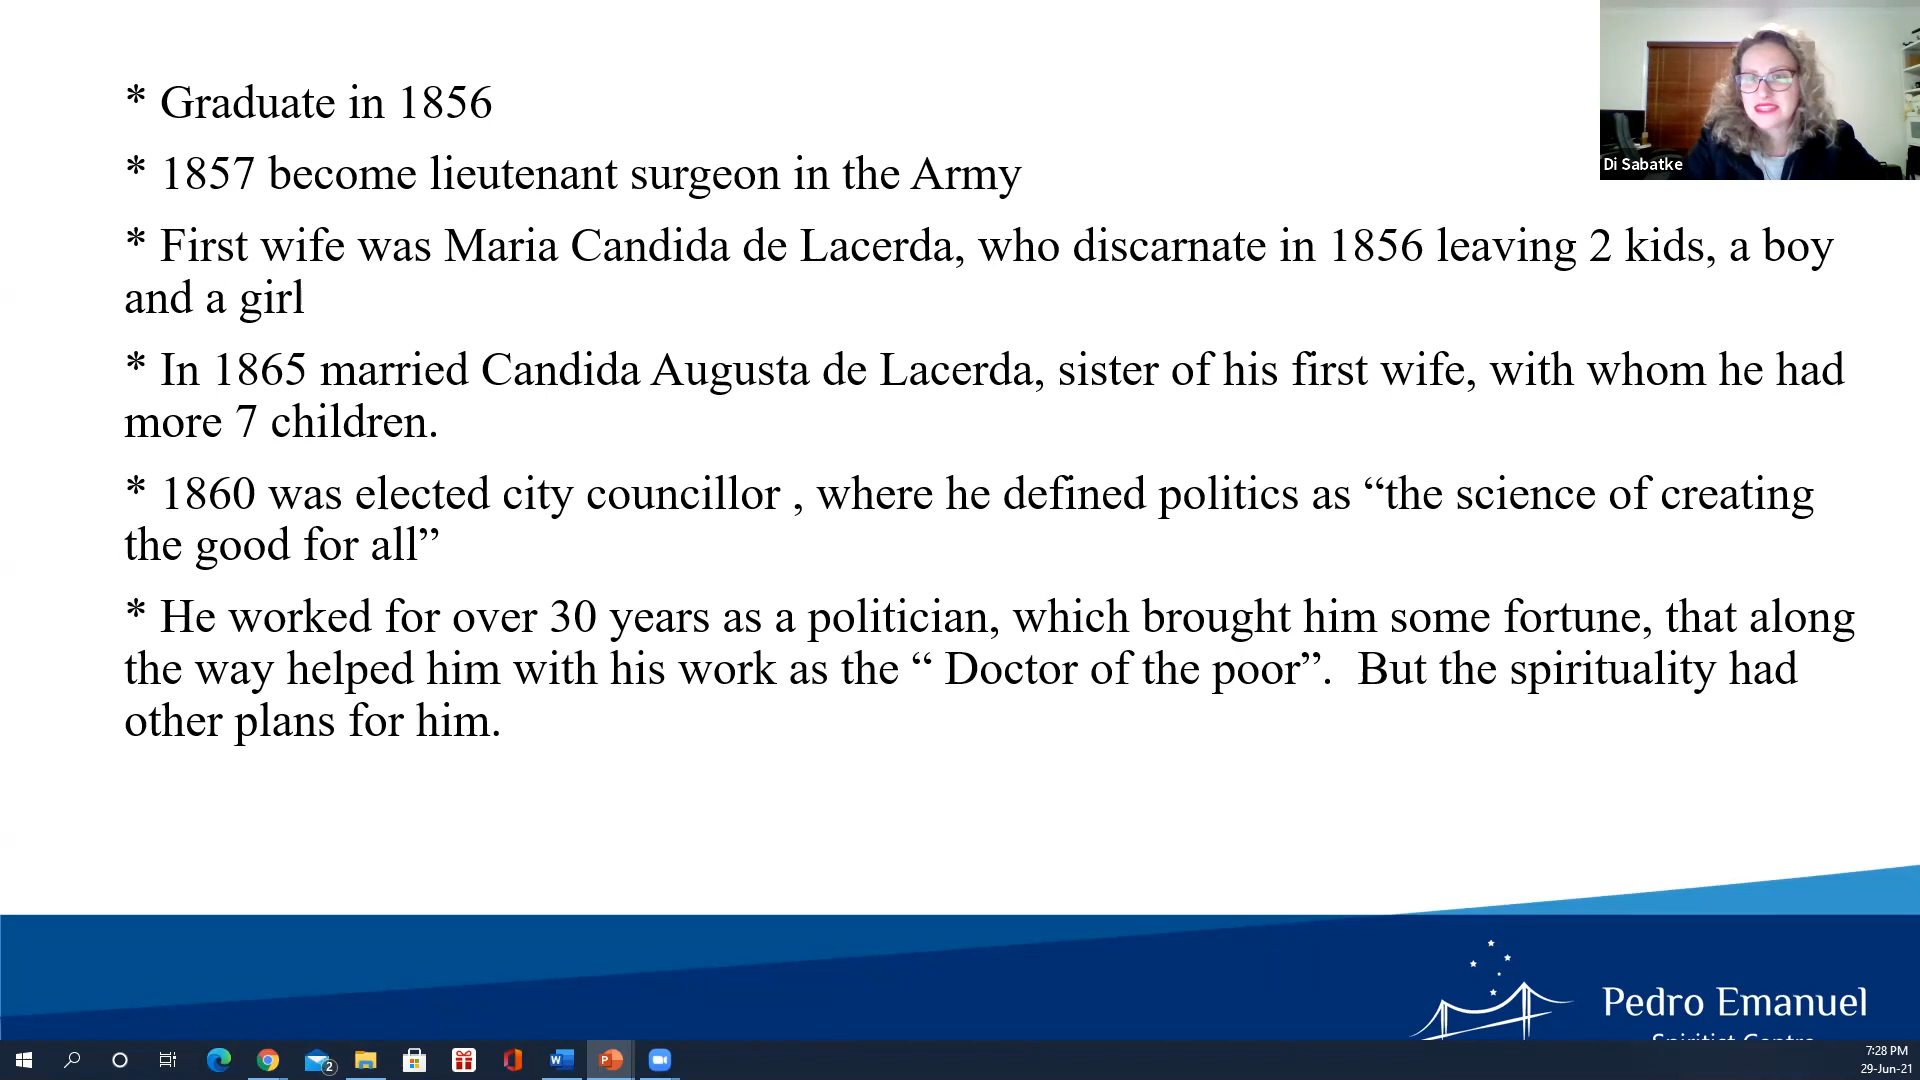 * Graduate in 1856
* 1857 become lieutenant surgeon in the Army
* First wife was Maria Candida de Lacerda, who discarnate in 1856 leaving 2 kids, a boy
and a girl
* In 1865 married Candida Augusta de Lacerda, sister of his first wife, with whom he had
more 7 children.
* 1860 was elected city councillor , where he defined politics as “the science of creating
the good for all”
* He worked for over 30 years as a politician, which brought him some fortune, that along
the way helped him with his work as the “ Doctor of the poor”.  But the spirituality had
other plans for him.
Di Sabatke
Pedro Emanuel
Spiritist Centre
2
W
P
7:28 PM
29-Jun-21